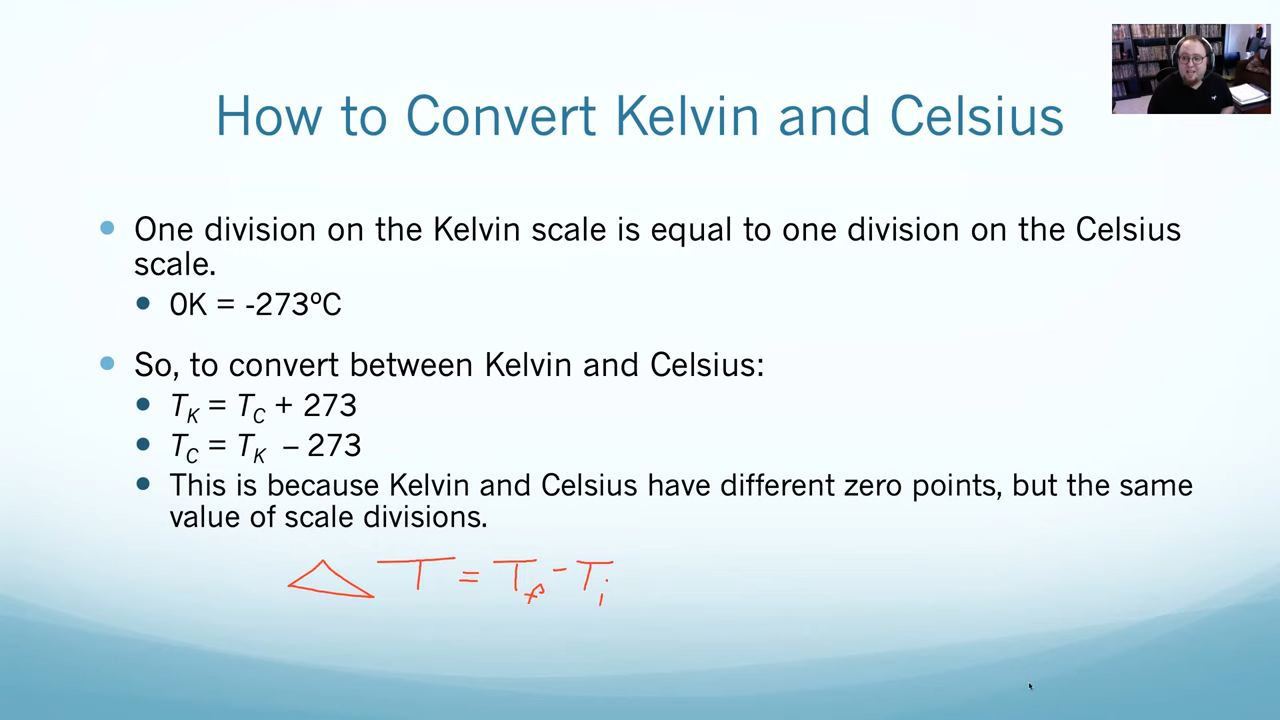 How to Convert Kelvin and Celsius
One division on the Kelvin scale is equal to one division on the Celsius
scale.
0K = -273ºC
So, to convert between Kelvin and Celsius:
T_K = T_C + 273
T_C = T_K – 273
This is because Kelvin and Celsius have different zero points, but the same
value of scale divisions.
△T = T_f - T_i